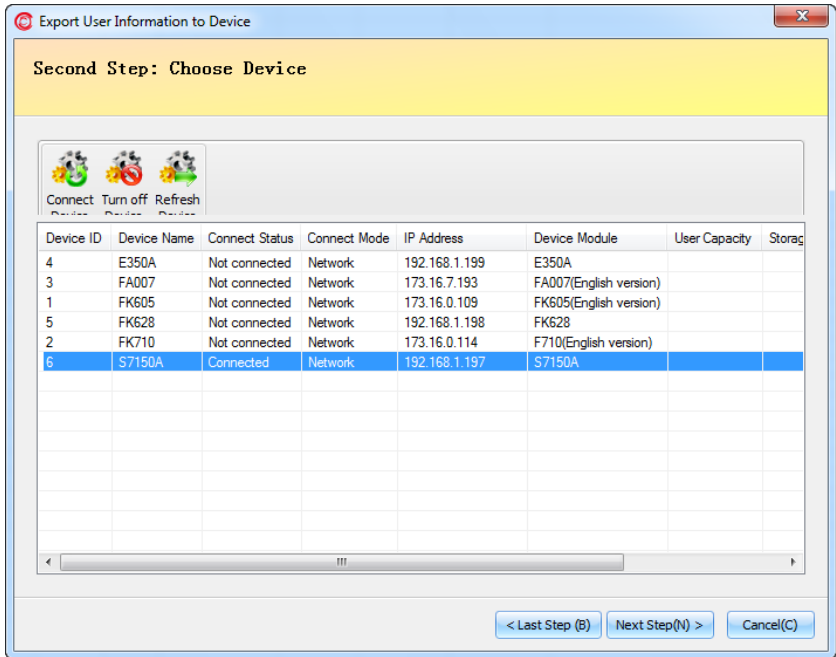 Export User Information to Device
Second Step: Choose Device
Connect Turn off Refresh
Device Device Device
Device ID Device Name Connect Status Connect Mode IP Address Device Module User Capacity Storag
4 E350A Not connected Network 192.168.1.199 E350A
3 FA007 Not connected Network 173.16.7.193 FA007(English version)
1 FK605 Not connected Network 173.16.0.109 FK605(English version)
5 FK628 Not connected Network 192.168.1.198 FK628
2 FK710 Not connected Network 173.16.0.114 F710(English version)
6 S7150A Connected Network 192.168.1.197 S7150A
< Last Step (B) Next Step(N) > Cancel(C)